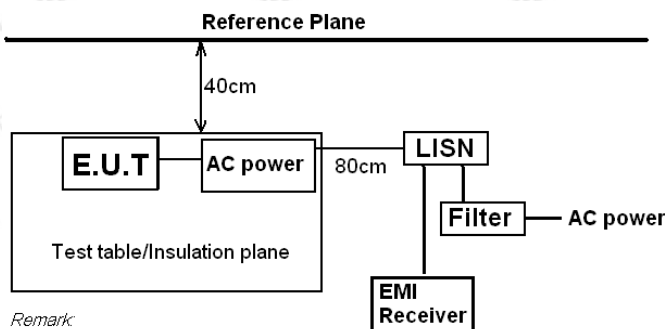 Reference Plane
40cm
E.U.T
AC power
80cm
LISN
Filter
AC power
Test table/Insulation plane
EMI
Receiver
Remark: